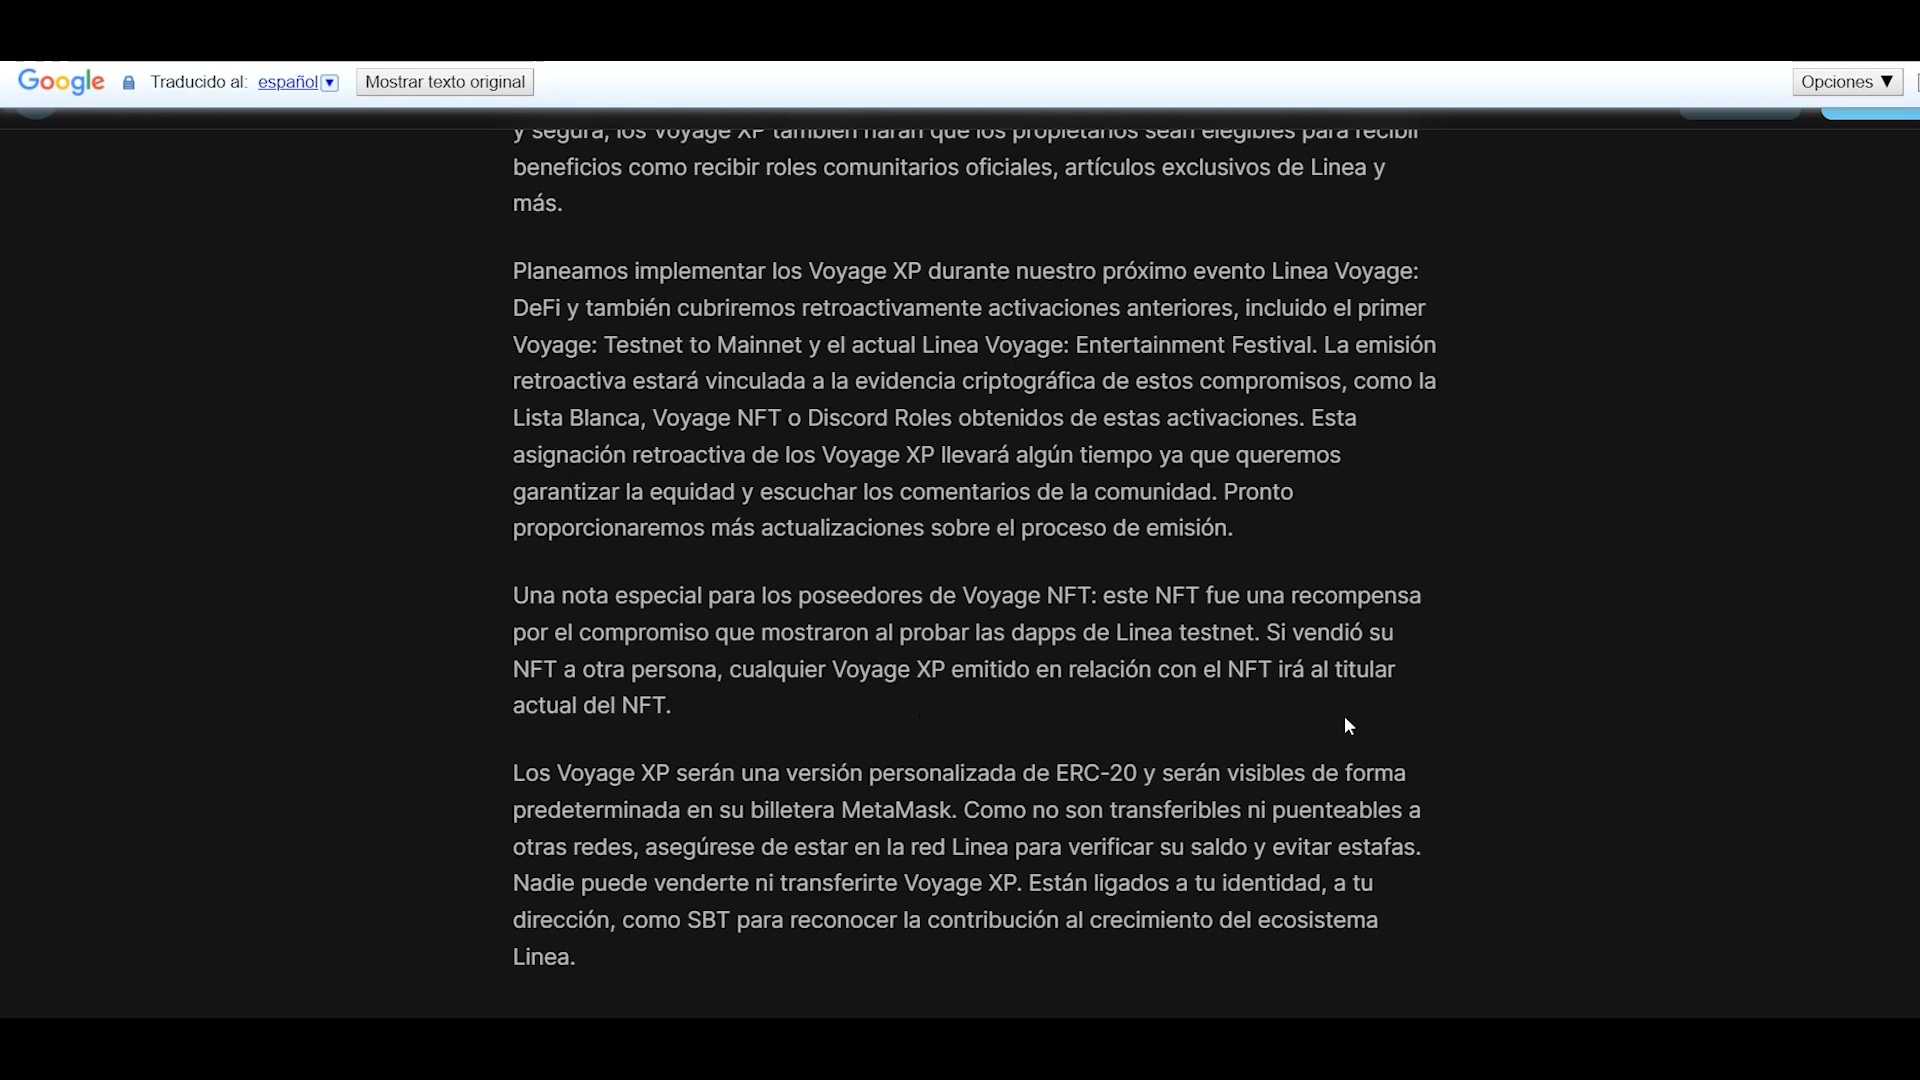 Google Traducido al: español Mostrar texto original Opciones ▼
y segura, los Voyage XP también harán que los propietarios sean elegibles para recibir
beneficios como recibir roles comunitarios oficiales, artículos exclusivos de Linea y
más.
Planeamos implementar los Voyage XP durante nuestro próximo evento Linea Voyage:
DeFi y también cubriremos retroactivamente activaciones anteriores, incluido el primer
Voyage: Testnet to Mainnet y el actual Linea Voyage: Entertainment Festival. La emisión
retroactiva estará vinculada a la evidencia criptográfica de estos compromisos, como la
Lista Blanca, Voyage NFT o Discord Roles obtenidos de estas activaciones. Esta
asignación retroactiva de los Voyage XP llevará algún tiempo ya que queremos
garantizar la equidad y escuchar los comentarios de la comunidad. Pronto
proporcionaremos más actualizaciones sobre el proceso de emisión.
Una nota especial para los poseedores de Voyage NFT: este NFT fue una recompensa
por el compromiso que mostraron al probar las dapps de Linea testnet. Si vendió su
NFT a otra persona, cualquier Voyage XP emitido en relación con el NFT irá al titular
actual del NFT.
Los Voyage XP serán una versión personalizada de ERC-20 y serán visibles de forma
predeterminada en su billetera MetaMask. Como no son transferibles ni puenteables a
otras redes, asegúrese de estar en la red Linea para verificar su saldo y evitar estafas.
Nadie puede venderte ni transferirte Voyage XP. Están ligados a tu identidad, a tu
dirección, como SBT para reconocer la contribución al crecimiento del ecosistema
Linea.